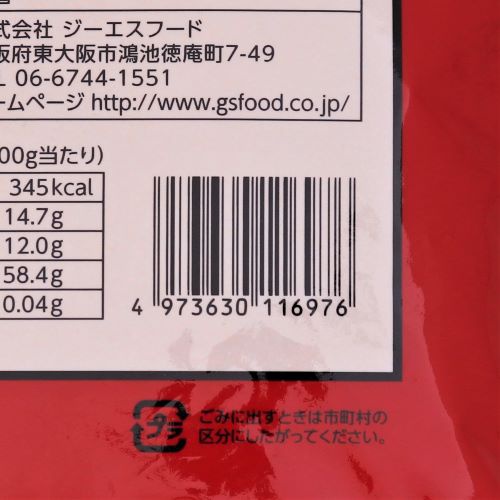 式会社 ジーエスフード
阪府東大阪市鴻池徳庵町7-49
L 06-6744-1551
ームページ http://www.gsfood.co.jp/
00g当たり)
345kcal
14.7g
12.0g
58.4g
0.04g
4 973630 116976
プラ
ごみに出すときは市町村の
区分にしたがってください。